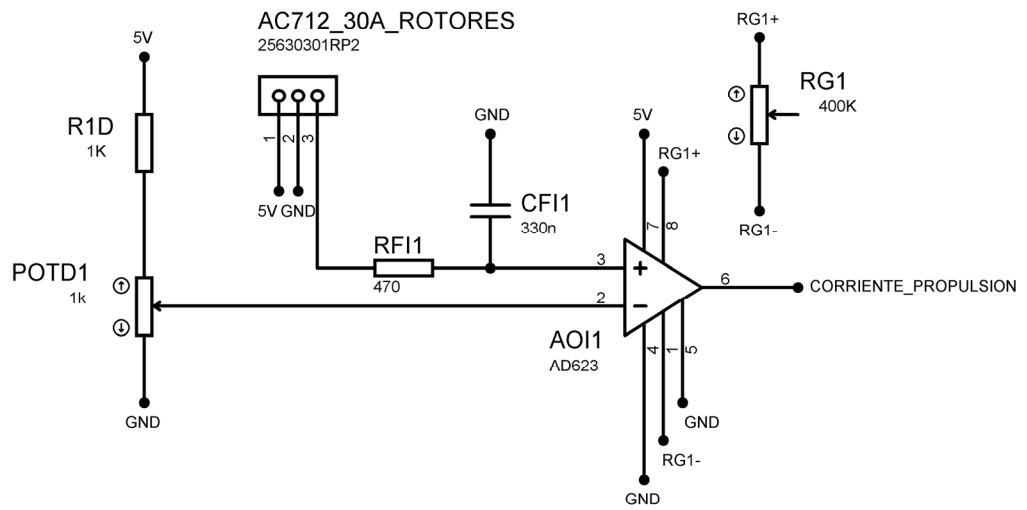 AC712_30A_ROTORES
25630301RP2
5V
RG1+
RG1
400K
R1D
1K
GND
5V
1
2
3
RG1+
CFI1
330n
5V
GND
7
8
RG1-
RFI1
470
POTD1
1k
3
2
6
CORRIENTE_PROPULSION
AOI1
AD623
4
1
5
GND
GND
RG1-
GND